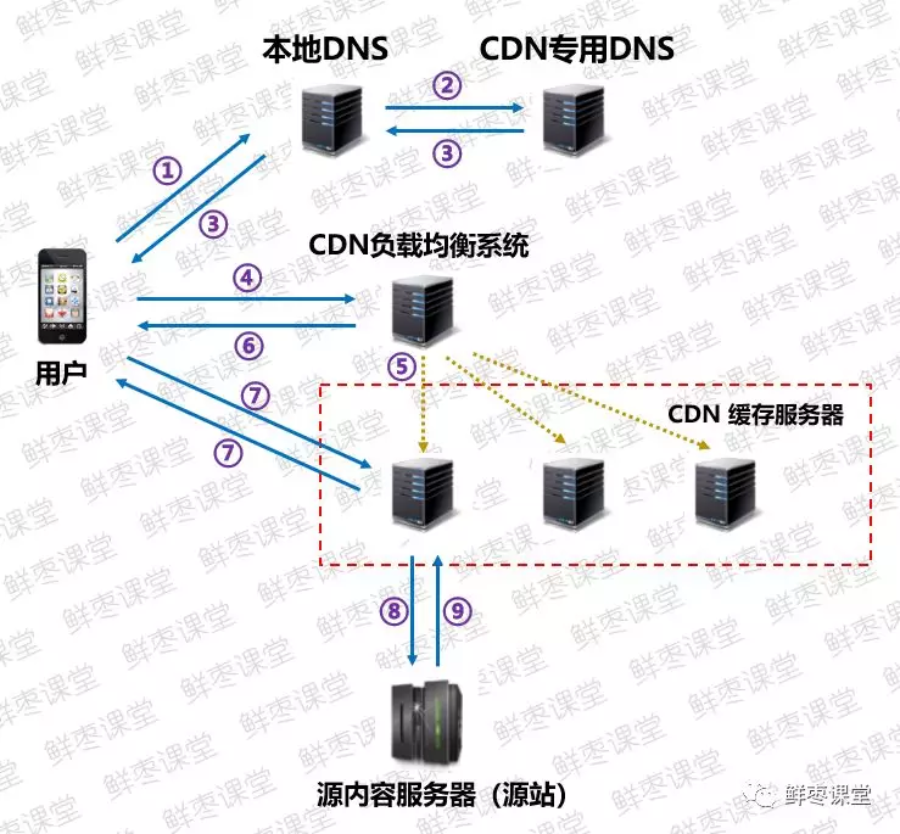 本地DNS
CDN专用DNS
②
①
③
③
CDN负载均衡系统
④
⑥
⑤
用户
⑦
CDN 缓存服务器
⑦
⑧
⑨
源内容服务器（源站）
鲜枣课堂